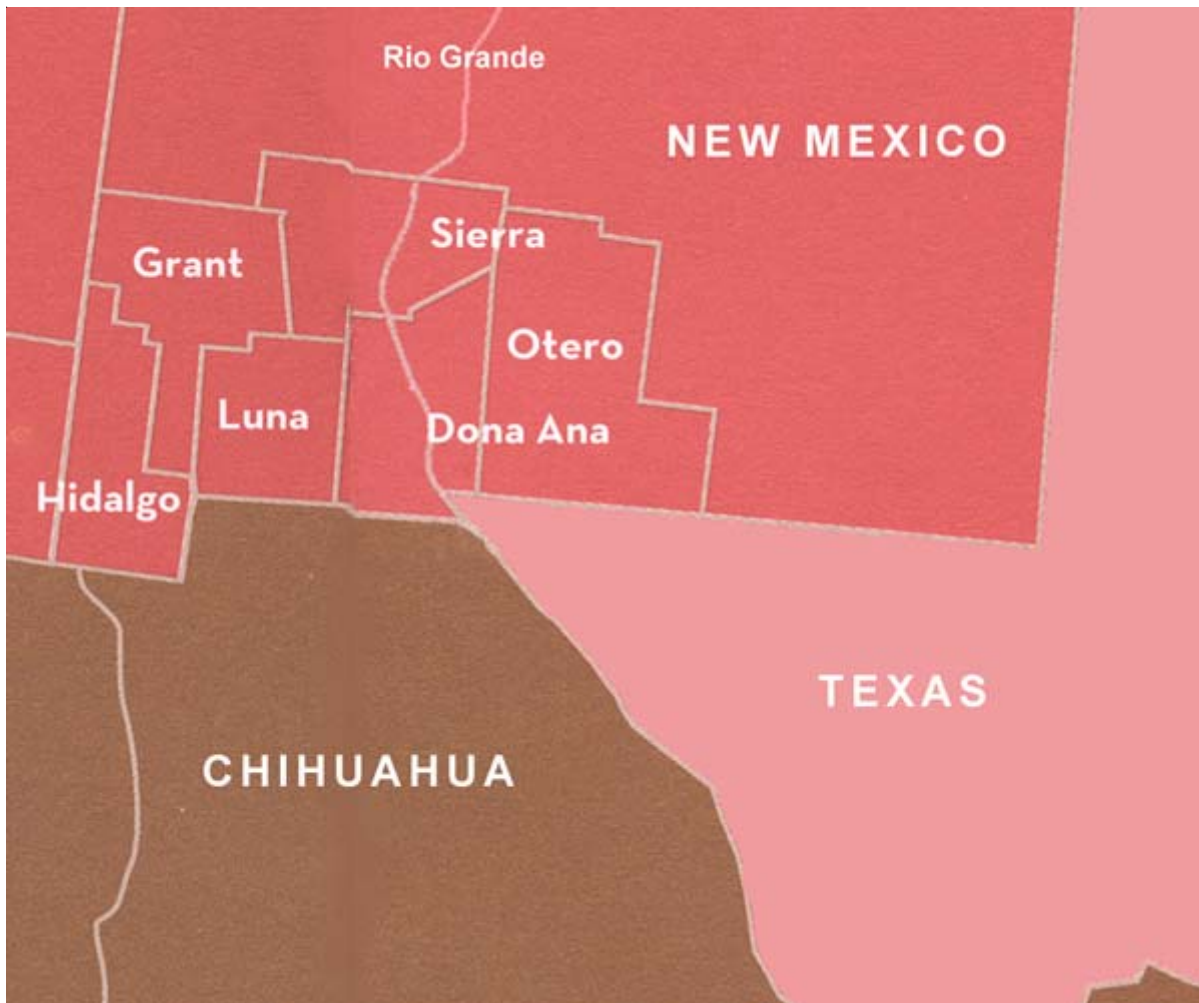 Rio Grande
NEW MEXICO
Sierra
Grant
Otero
Luna
Dona Ana
Hidalgo
TEXAS
CHIHUAHUA